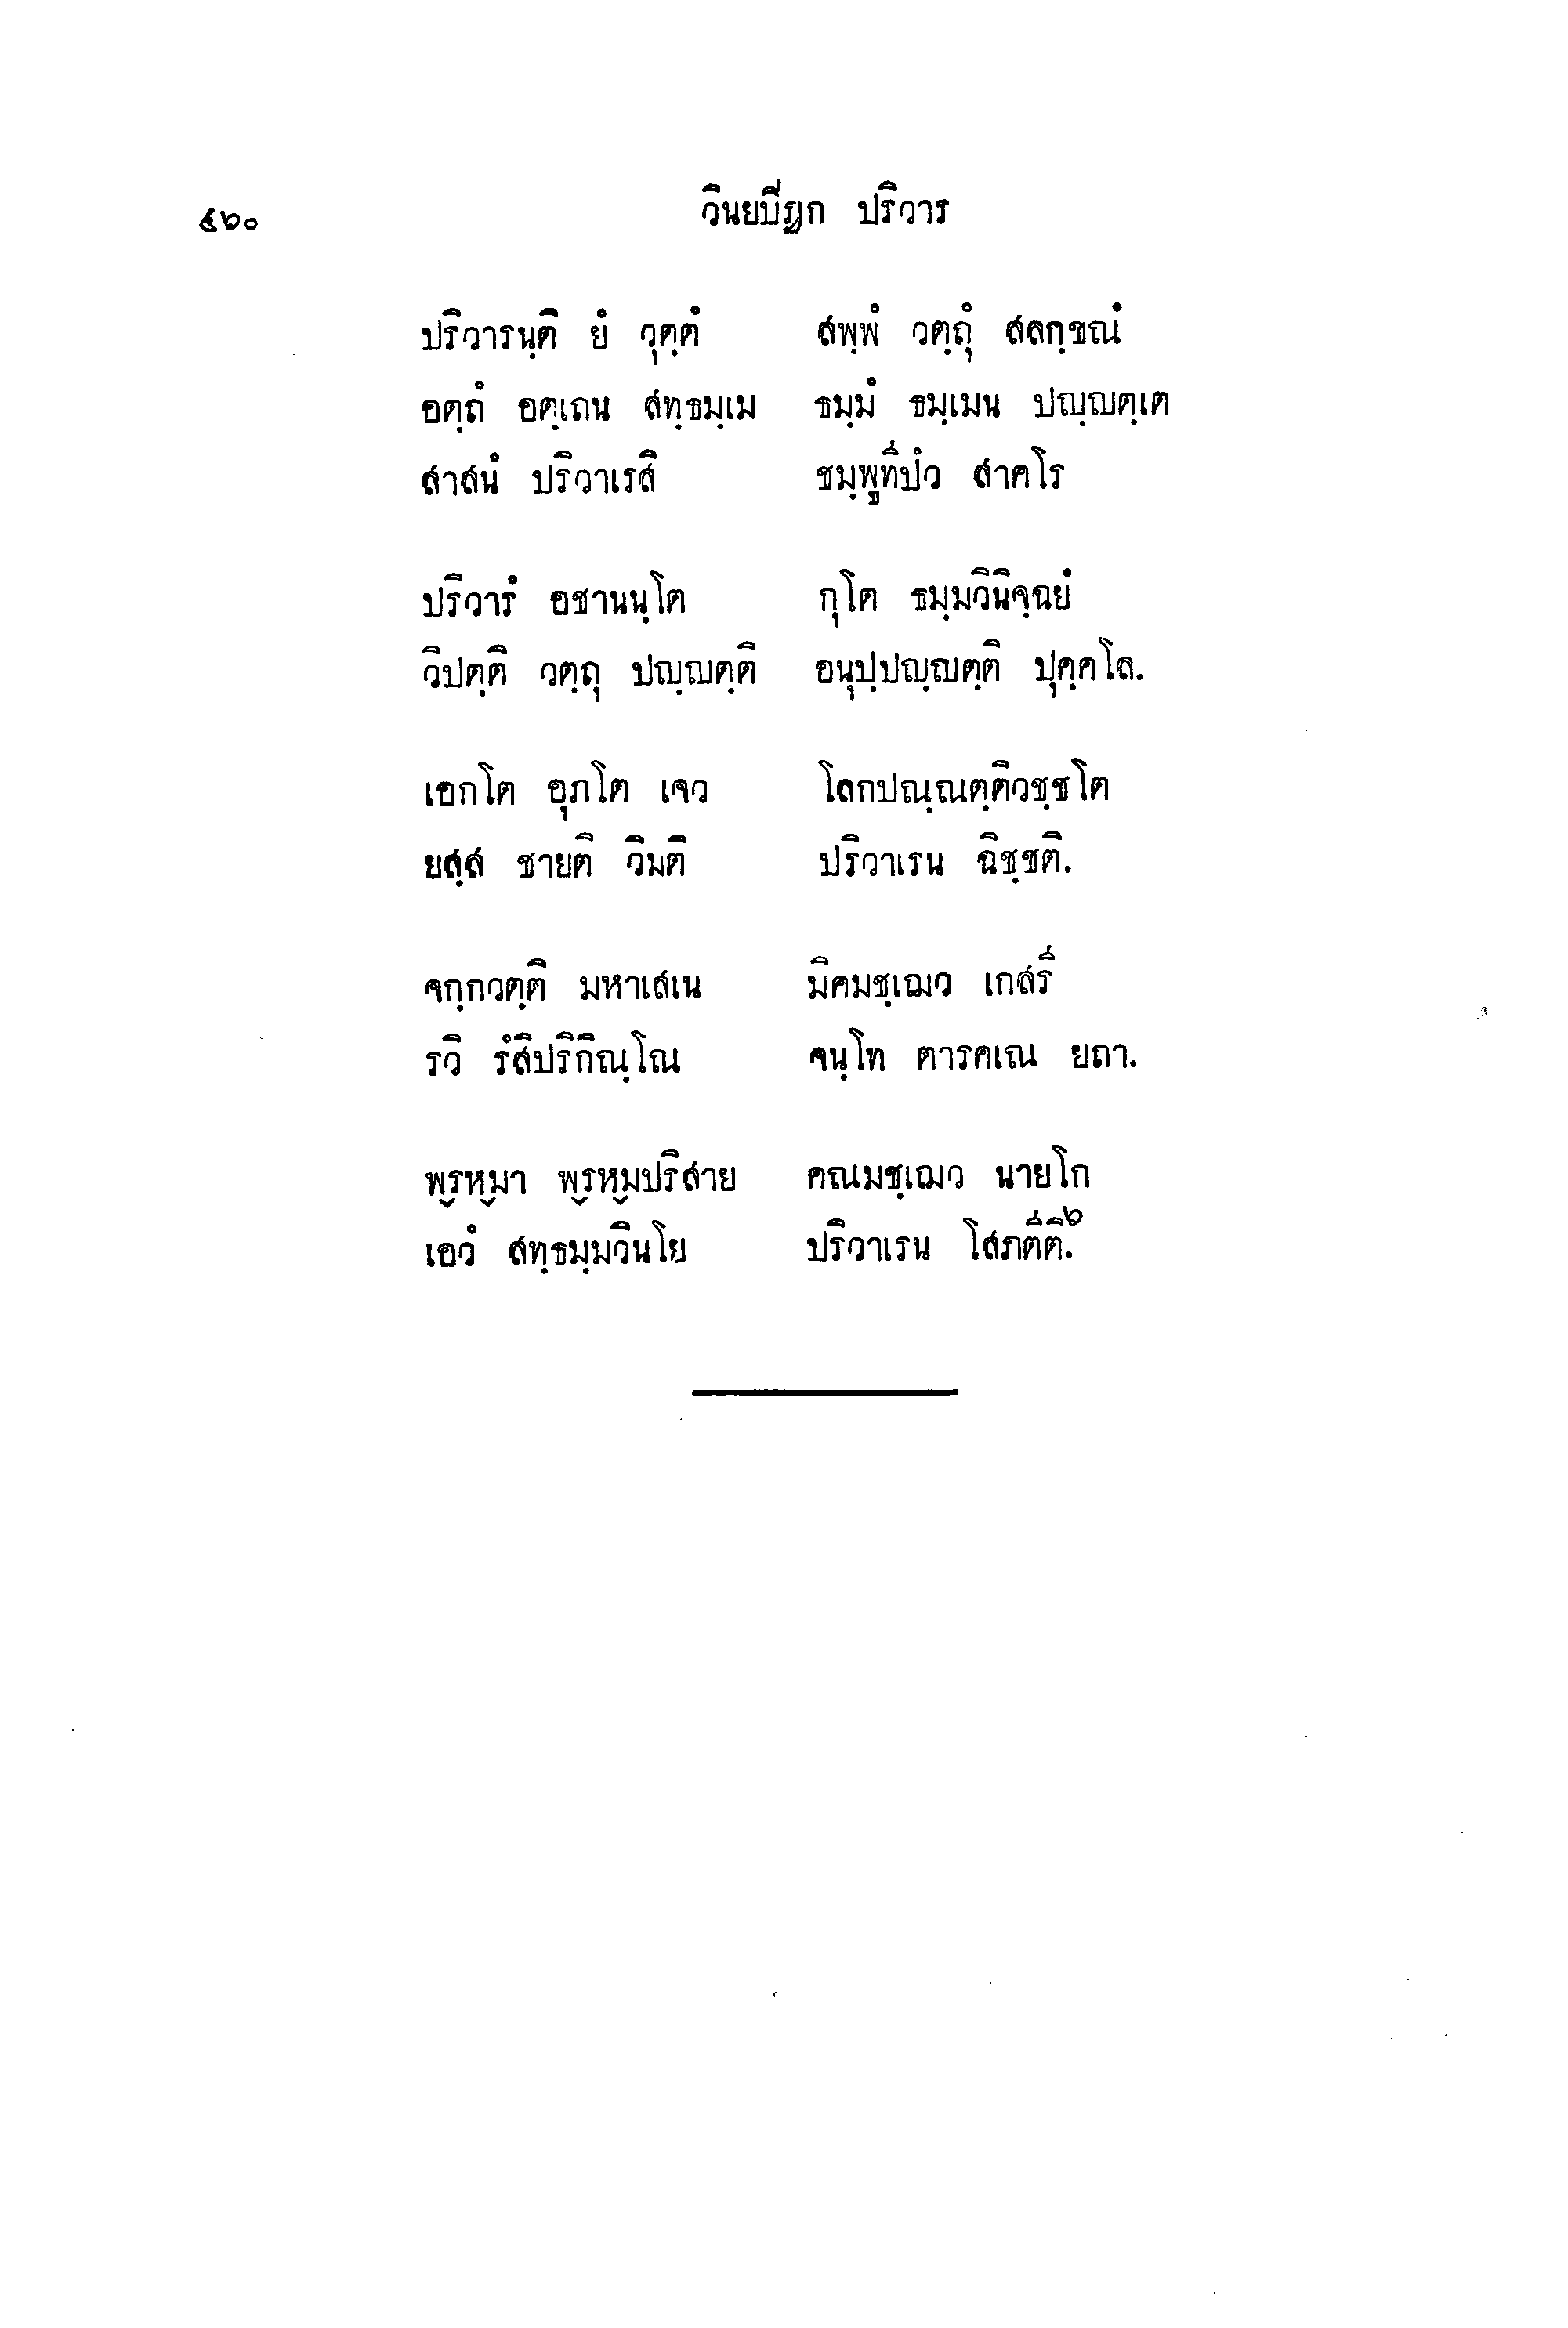 ๕๖๐ วินยปิฏก ปริวาร
ปริวารนฺติ ยํ วุตฺตํ สพฺพํ วตฺถุํ สลกฺขณํ
อตฺถํ อตฺเถน สทฺธมฺเม ธมฺมํ ธมฺเมน ปญฺญตฺเต
สาสนํ ปริวาเรสิ ชมฺพูทีปํว สาคโร
ปริวารํ อชานนฺโต กุโต ธมฺมวินิจฺฉยํ
วิปตฺติ วตฺถุ ปญฺญตฺติ อนุปฺปญฺญตฺติ ปุคฺคโล.
เอกโต อุภโต เจว โลกปณฺณตฺติวชฺชโต
ยสฺส ชายติ วิมติ ปริวาเรน ฉิชฺชติ.
จกฺกวตฺติ มหาเสเน มิคมชฺเฌว เกสรี
รวิ รํสิปริกิณฺโณ จนฺโท ตารคเณ ยถา.
พฺรหฺมา พฺรหฺมปริสาย คณมชฺเฌว นายโก
เอวํ สทฺธมฺมวินโย ปริวาเรน โสภตีติ.๖